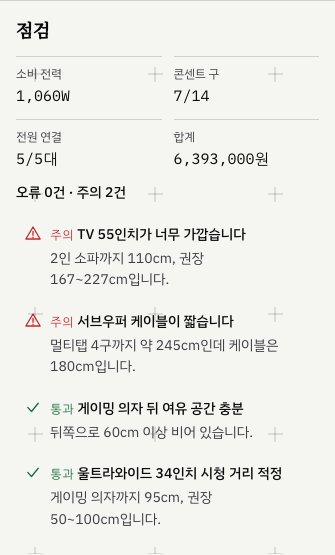 점검
소비 전력
콘센트 구
1,060W
7/14
전원 연결
합계
5/5대
6,393,000원
오류 0건 · 주의 2건
주의 TV 55인치가 너무 가깝습니다
2인 소파까지 110cm, 권장
167~227cm입니다.
주의 서브우퍼 케이블이 짧습니다
멀티탭 4구까지 약 245cm인데 케이블은
180cm입니다.
통과 게이밍 의자 뒤 여유 공간 충분
뒤쪽으로 60cm 이상 비어 있습니다.
통과 울트라와이드 34인치 시청 거리 적정
게이밍 의자까지 95cm, 권장
50~100cm입니다.